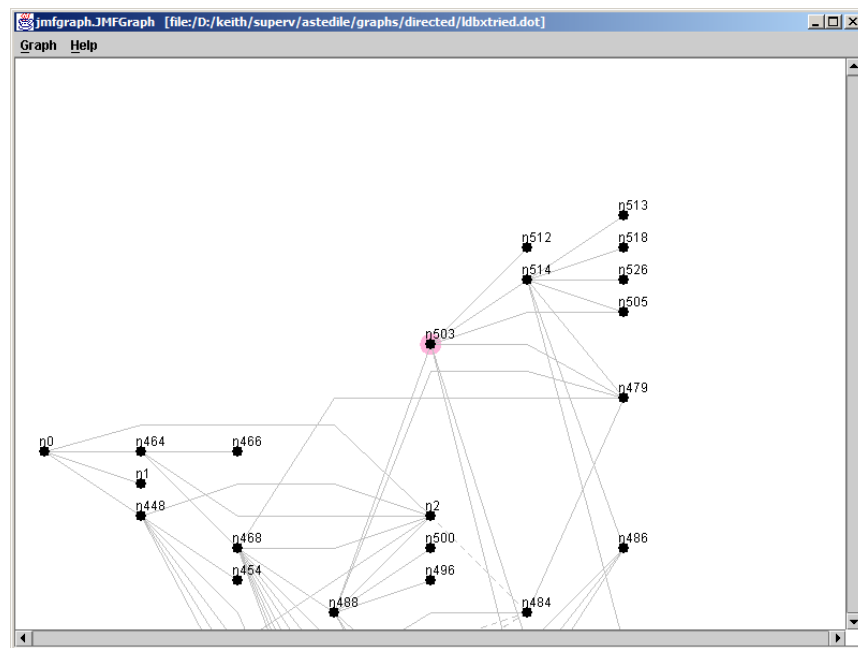 jmfgraph.JMFGraph [file:/D:/keith/superv/astedile/graphs/directed/ldbxtried.dot]
Graph Help
n513
n512 n518
n514 n526
n505
n503
n479
n0 n464 n466
n1
n448 n2
n468 n500 n486
n454 n496
n488 n484